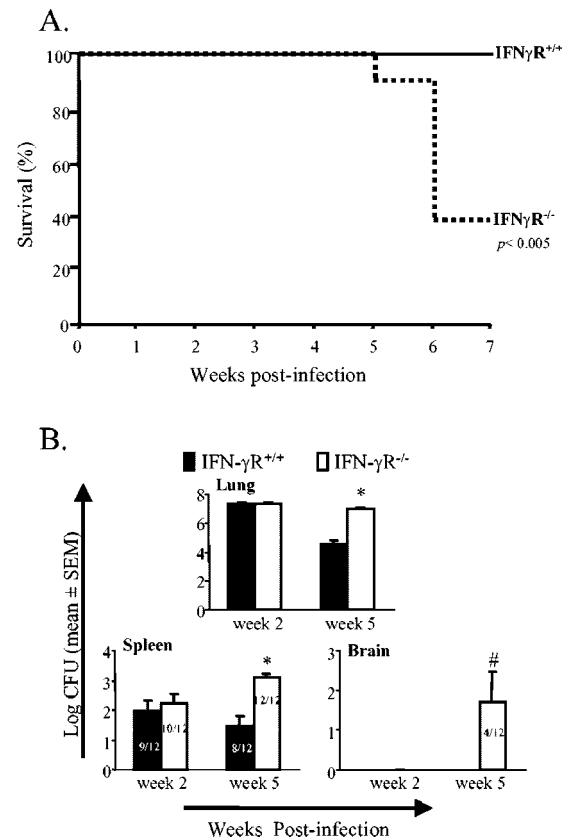 A.
100
80
60
40
20
0
Survival (%)
IFNγR+/+
IFNγR-/-
p< 0.005
0 1 2 3 4 5 6 7
Weeks post-infection
B.
IFN-γR+/+ IFN-γR-/-
Log CFU (mean ± SEM)
Lung
8
6
4
2
0
*
week 2 week 5
Spleen
4
3
2
1
0
9/12 10/12 8/12 12/12
*
week 2 week 5
Brain
3
2
1
0
#
4/12
week 2 week 5
Weeks Post-infection